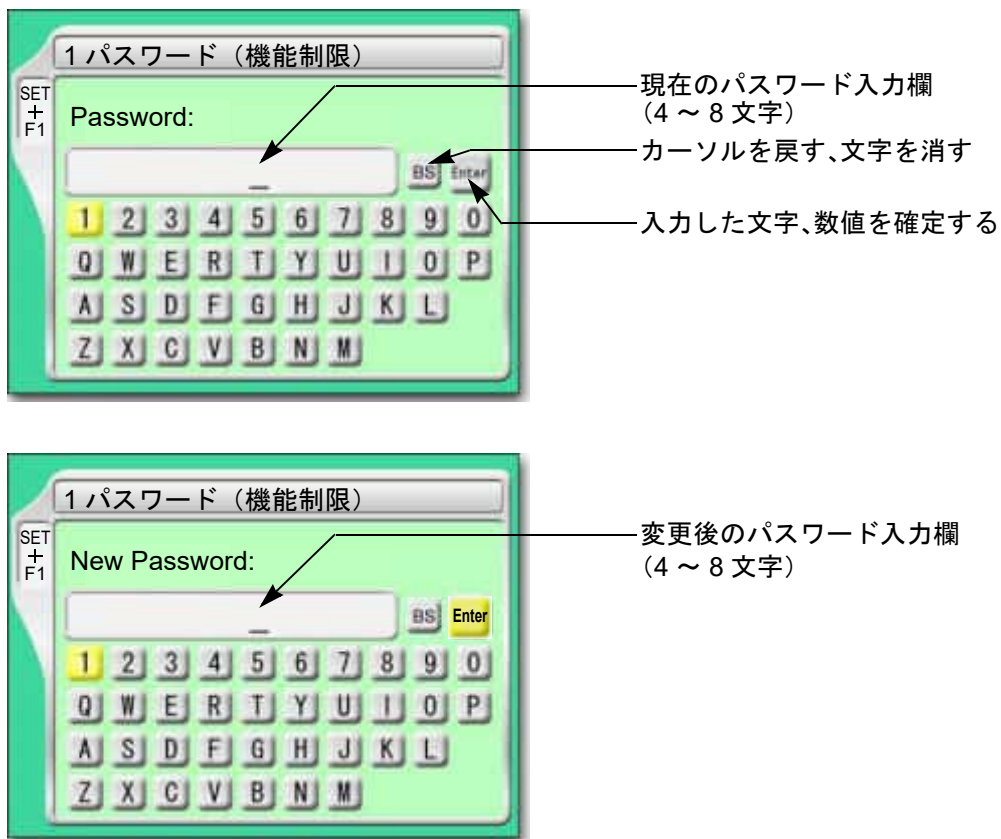 1 パスワード（機能制限）
SET
+
F1
Password:
BS Enter
1 2 3 4 5 6 7 8 9 0
Q W E R T Y U I O P
A S D F G H J K L
Z X C V B N M
現在のパスワード入力欄
（4 ～ 8 文字）
カーソルを戻す、文字を消す
入力した文字、数値を確定する
1 パスワード（機能制限）
SET
+
F1
New Password:
BS Enter
1 2 3 4 5 6 7 8 9 0
Q W E R T Y U I O P
A S D F G H J K L
Z X C V B N M
変更後のパスワード入力欄
（4 ～ 8 文字）